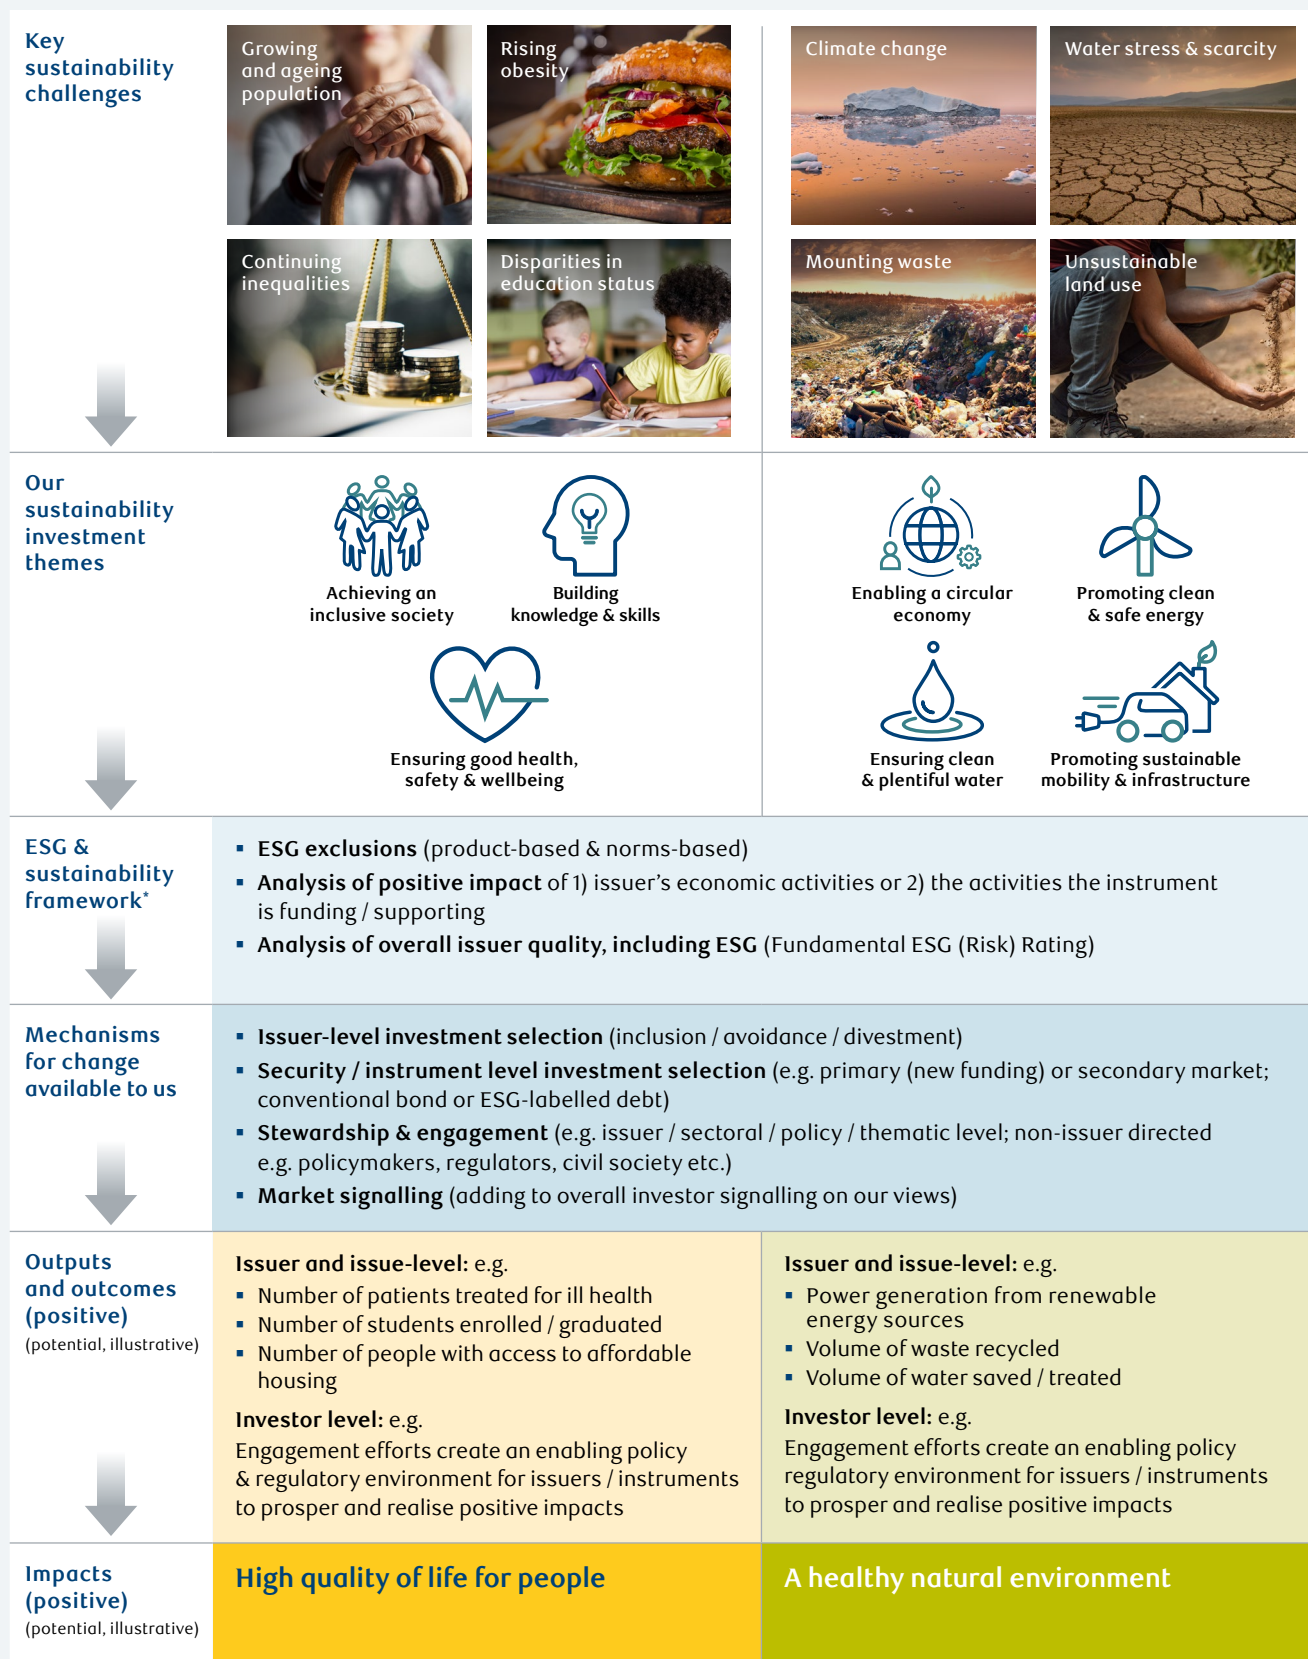 Key
sustainability
challenges
Growing
and ageing
population
Rising
obesity
Climate change
Water stress & scarcity
Continuing
inequalities
Disparities in
education status
Mounting waste
Unsustainable
land use
Our
sustainability
investment
themes
Achieving an
inclusive society
Building
knowledge & skills
Enabling a circular
economy
Promoting clean
& safe energy
Ensuring good health,
safety & wellbeing
Ensuring clean
& plentiful water
Promoting sustainable
mobility & infrastructure
ESG &
sustainability
framework*
▪ ESG exclusions (product-based & norms-based)
▪ Analysis of positive impact of 1) issuer’s economic activities or 2) the activities the instrument
is funding / supporting
▪ Analysis of overall issuer quality, including ESG (Fundamental ESG (Risk) Rating)
Mechanisms
for change
available to us
▪ Issuer-level investment selection (inclusion / avoidance / divestment)
▪ Security / instrument level investment selection (e.g. primary (new funding) or secondary market;
conventional bond or ESG-labelled debt)
▪ Stewardship & engagement (e.g. issuer / sectoral / policy / thematic level; non-issuer directed
e.g. policymakers, regulators, civil society etc.)
▪ Market signalling (adding to overall investor signalling on our views)
Outputs
and outcomes
(positive)
(potential, illustrative)
Issuer and issue-level: e.g.
▪ Number of patients treated for ill health
▪ Number of students enrolled / graduated
▪ Number of people with access to affordable
housing
Investor level: e.g.
Engagement efforts create an enabling policy
& regulatory environment for issuers / instruments
to prosper and realise positive impacts
Issuer and issue-level: e.g.
▪ Power generation from renewable
energy sources
▪ Volume of waste recycled
▪ Volume of water saved / treated
Investor level: e.g.
Engagement efforts create an enabling policy
regulatory environment for issuers / instruments
to prosper and realise positive impacts
Impacts
(positive)
(potential, illustrative)
High quality of life for people
A healthy natural environment